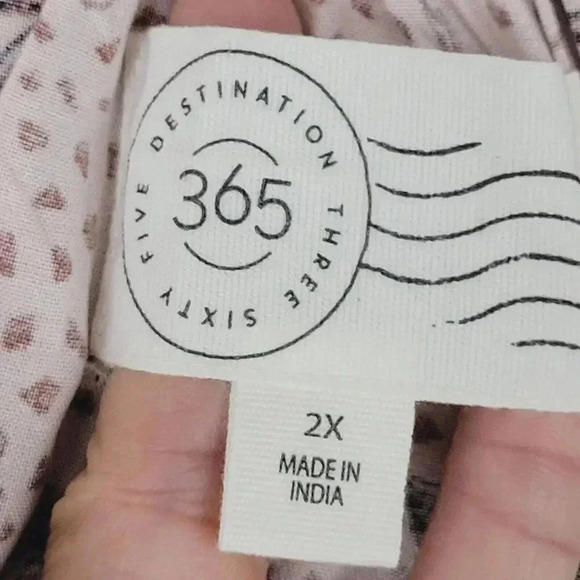 DESTINATION THREE SIXTY FIVE
365
2X
MADE IN
INDIA